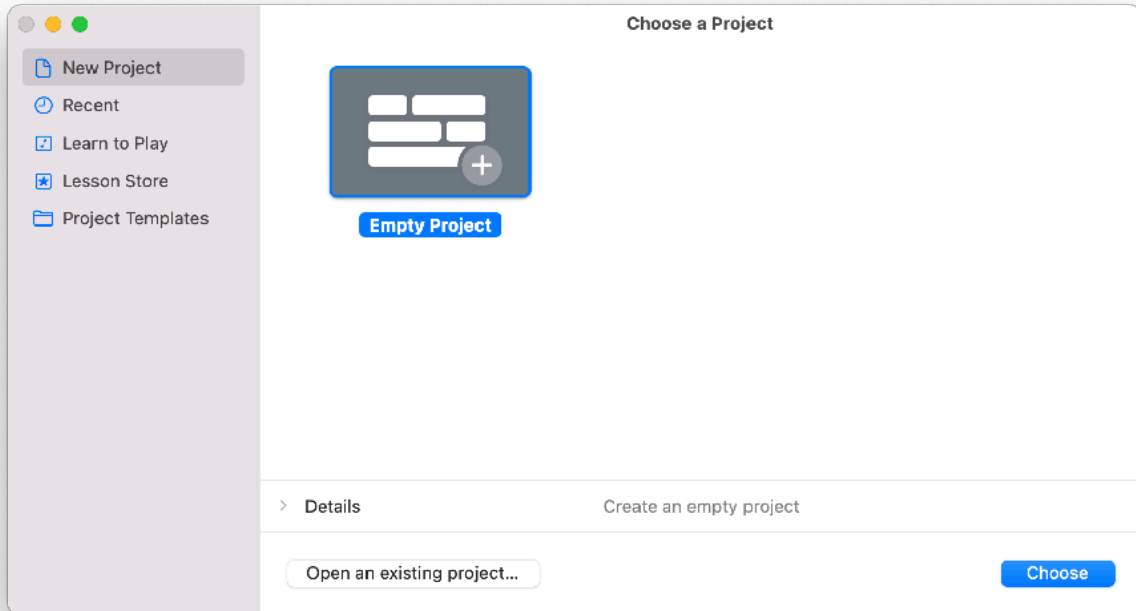 Choose a Project
New Project
Recent
Learn to Play
Lesson Store
Project Templates
Empty Project
Details
Create an empty project
Open an existing project...
Choose